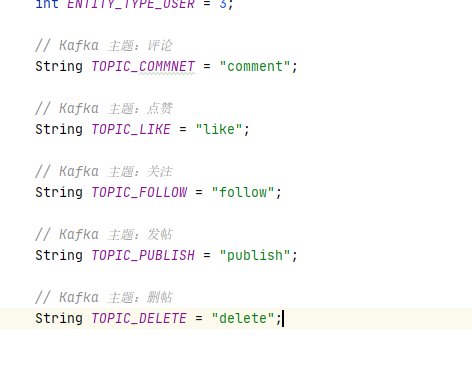 int ENTITY_TYPE_USER = 3;
// Kafka 主题：评论
String TOPIC_COMMNET = "comment";
// Kafka 主题：点赞
String TOPIC_LIKE = "like";
// Kafka 主题：关注
String TOPIC_FOLLOW = "follow";
// Kafka 主题：发帖
String TOPIC_PUBLISH = "publish";
// Kafka 主题：删帖
String TOPIC_DELETE = "delete";